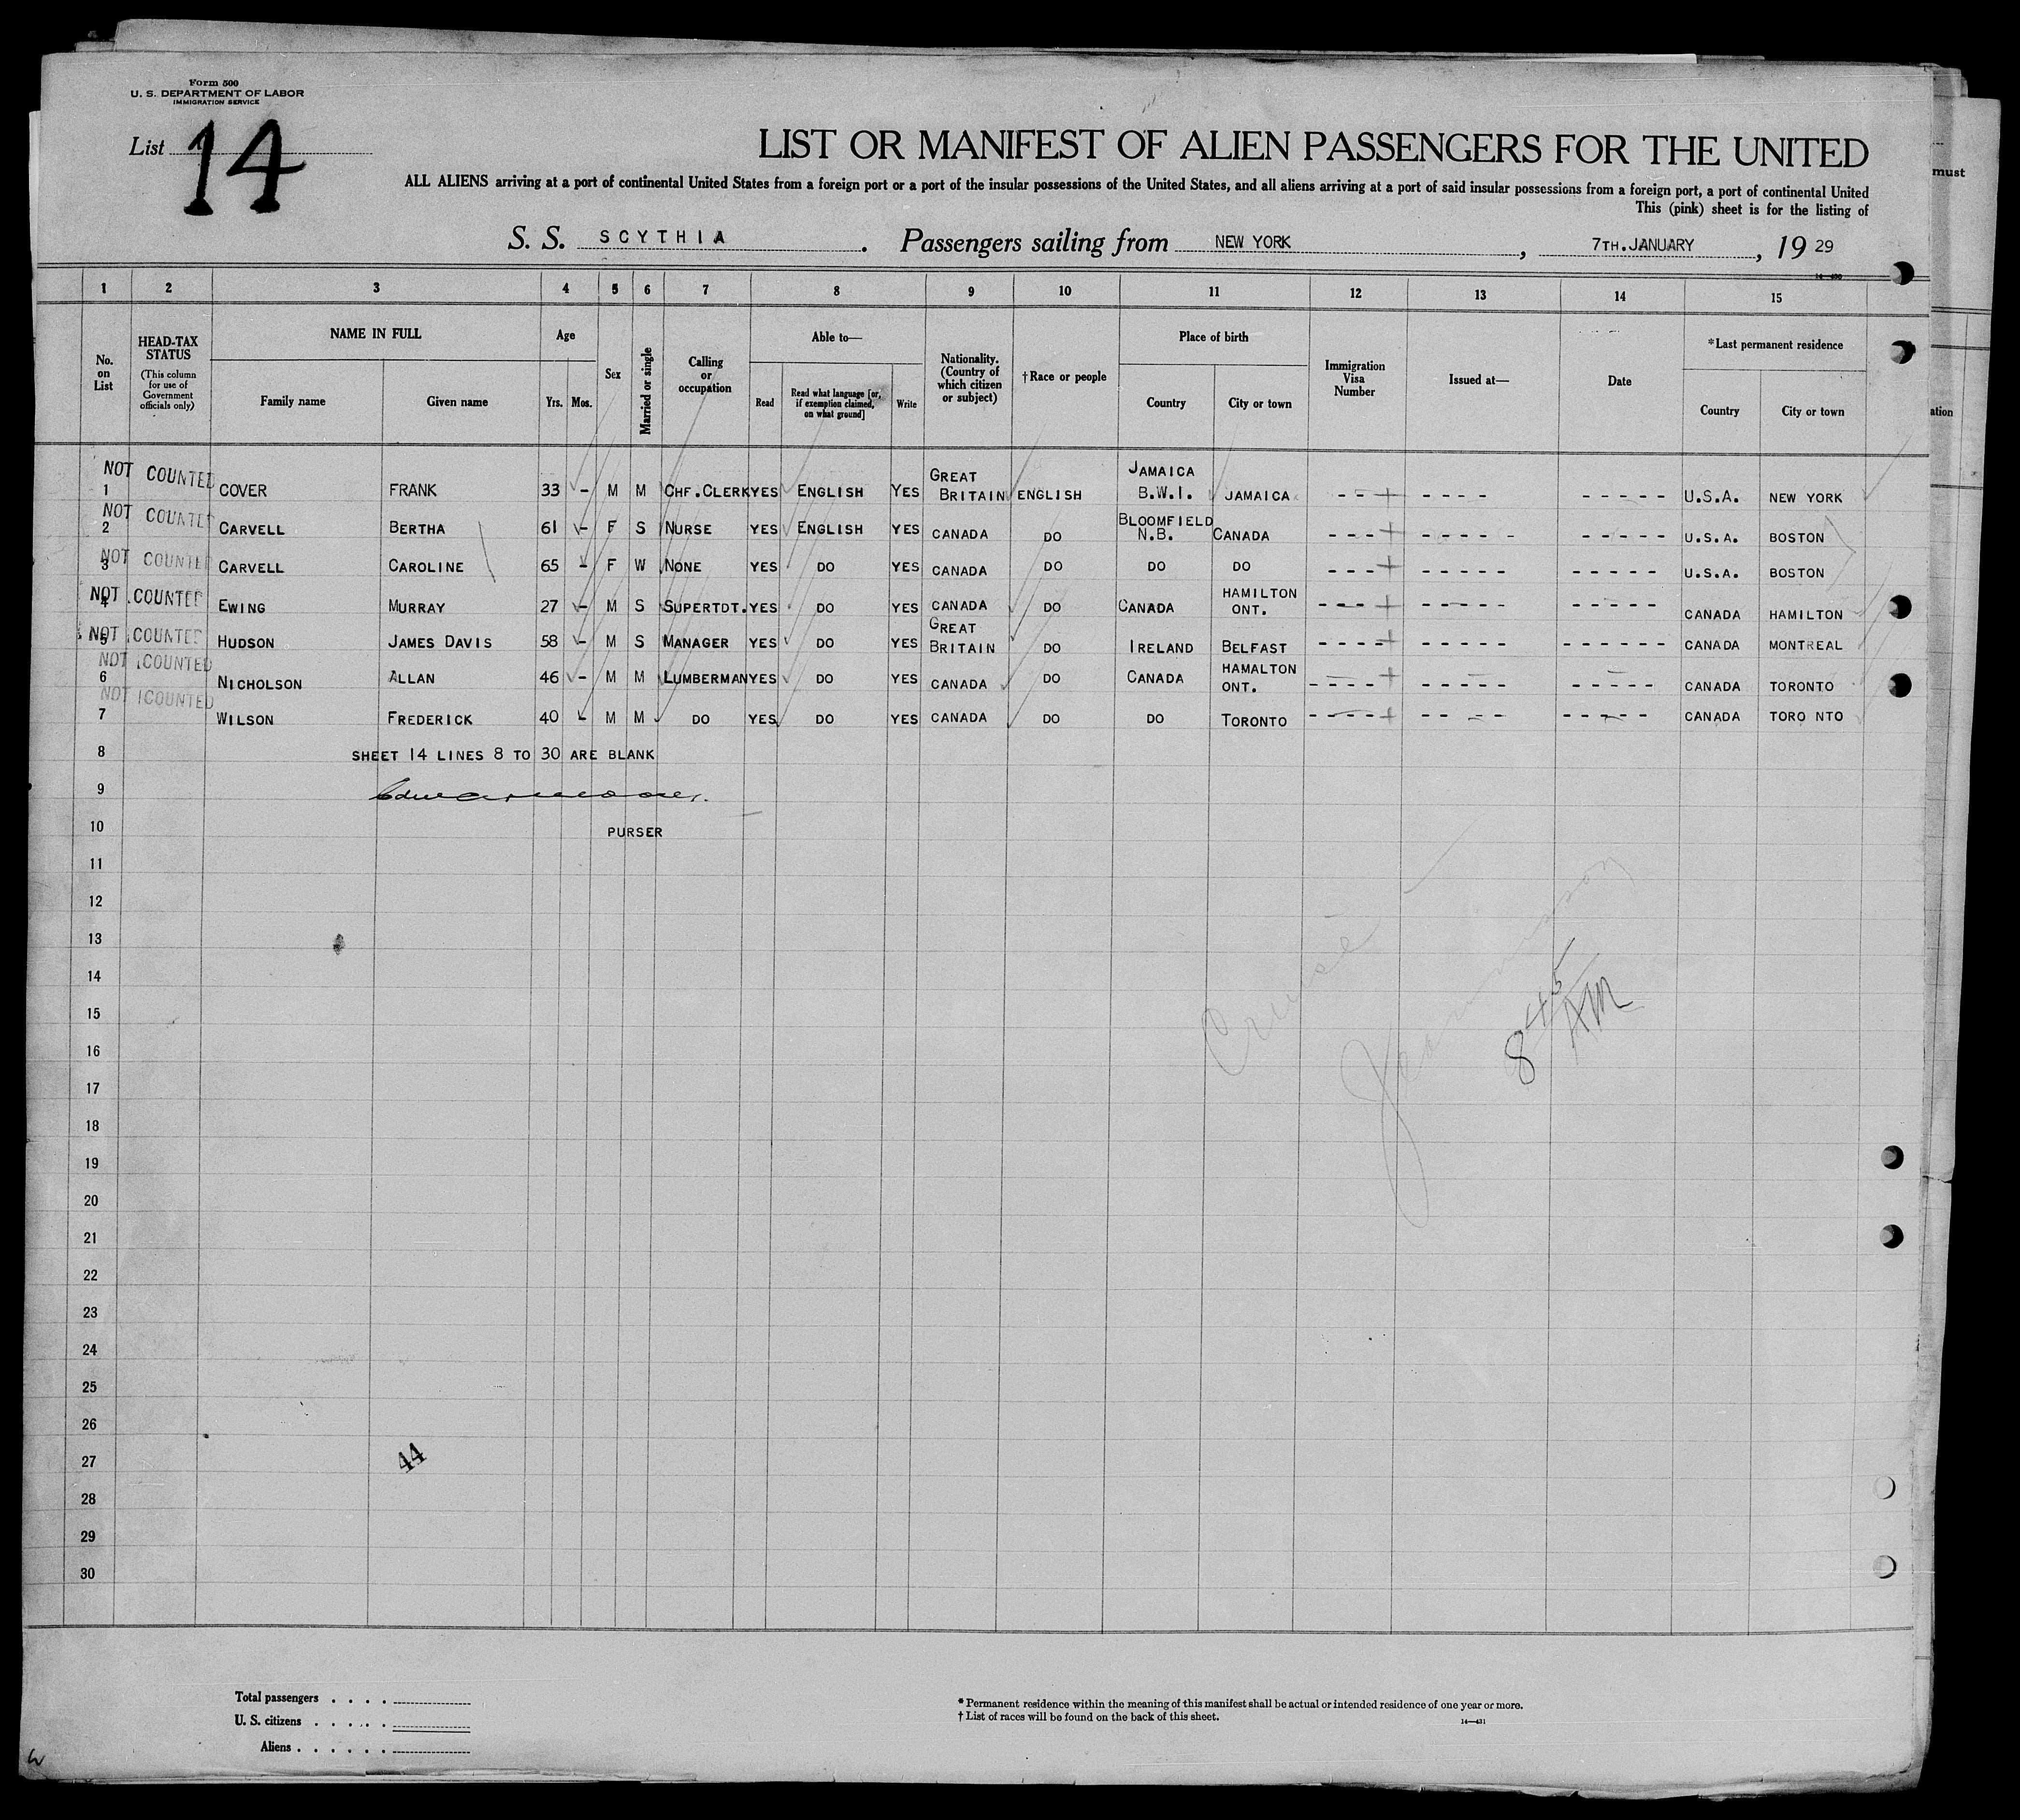 Form 500
U. S. DEPARTMENT OF LABOR
IMMIGRATION SERVICE
List 14
LIST OR MANIFEST OF ALIEN PASSENGERS FOR THE UNITED
ALL ALIENS arriving at a port of continental United States from a foreign port or a port of the insular possessions of the United States, and all aliens arriving at a port of said insular possessions from a foreign port, a port of continental United
This (pink) sheet is for the listing of
must
S. S. SCYTHIA. Passengers sailing from NEW YORK, 7TH.JANUARY, 19 29
1 2 3 4 5 6 7 8 9 10 11 12 13 14 15
No. on List
HEAD-TAX STATUS
(This column for use of Government officials only)
NAME IN FULL
Family name
Given name
Age
Yrs. Mos.
Sex
Married or single
Calling or occupation
Able to—
Read
Read what language [or, if exemption claimed, on what ground]
Write
Nationality. (Country of which citizen or subject)
†Race or people
Place of birth
Country
City or town
Immigration Visa Number
Issued at—
Date
*Last permanent residence
Country
City or town
ation
NOT COUNTED
1 COVER FRANK 33 - M M CHF.CLERK YES ENGLISH YES GREAT BRITAIN ENGLISH JAMAICA B.W.I. JAMAICA - - - - - - - - - - - - U.S.A. NEW YORK
NOT COUNTED
2 CARVELL BERTHA 61 - F S NURSE YES ENGLISH YES CANADA DO BLOOMFIELD N.B. CANADA - - - - - - - - - - - - - U.S.A. BOSTON
NOT COUNTED
3 CARVELL CAROLINE 65 - F W NONE YES DO YES CANADA DO DO DO - - - - - - - - - - - - - U.S.A. BOSTON
NOT COUNTED
4 EWING MURRAY 27 - M S SUPERTDT. YES DO YES CANADA DO CANADA HAMILTON ONT. - - - - - - - - - - - - - CANADA HAMILTON
NOT COUNTED
5 HUDSON JAMES DAVIS 58 - M S MANAGER YES DO YES GREAT BRITAIN DO IRELAND BELFAST - - - - - - - - - - - - - - - CANADA MONTREAL
NOT COUNTED
6 NICHOLSON ALLAN 46 - M M LUMBERMAN YES DO YES CANADA DO CANADA HAMALTON ONT. - - - - - - - - - - - - - - CANADA TORONTO
NOT COUNTED
7 WILSON FREDERICK 40 - M M DO YES DO YES CANADA DO DO TORONTO - - - - - - - - - - - - - CANADA TORO NTO
8 SHEET 14 LINES 8 TO 30 ARE BLANK
9
10 PURSER
11
12
13
14
15
Cruise
8 45 AM
16
17
18
19
20
21
22
23
24
25
26
27
44
28
29
30
Total passengers . . . .
U. S. citizens . . . . .
Aliens . . . . . .
* Permanent residence within the meaning of this manifest shall be actual or intended residence of one year or more.
† List of races will be found on the back of this sheet.
14—431